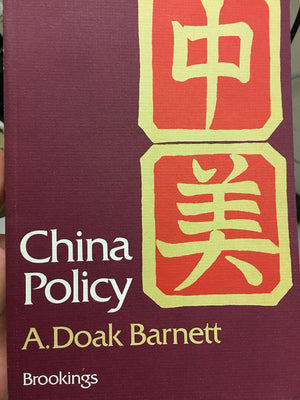 中
美
China
Policy
A. Doak Barnett
Brookings